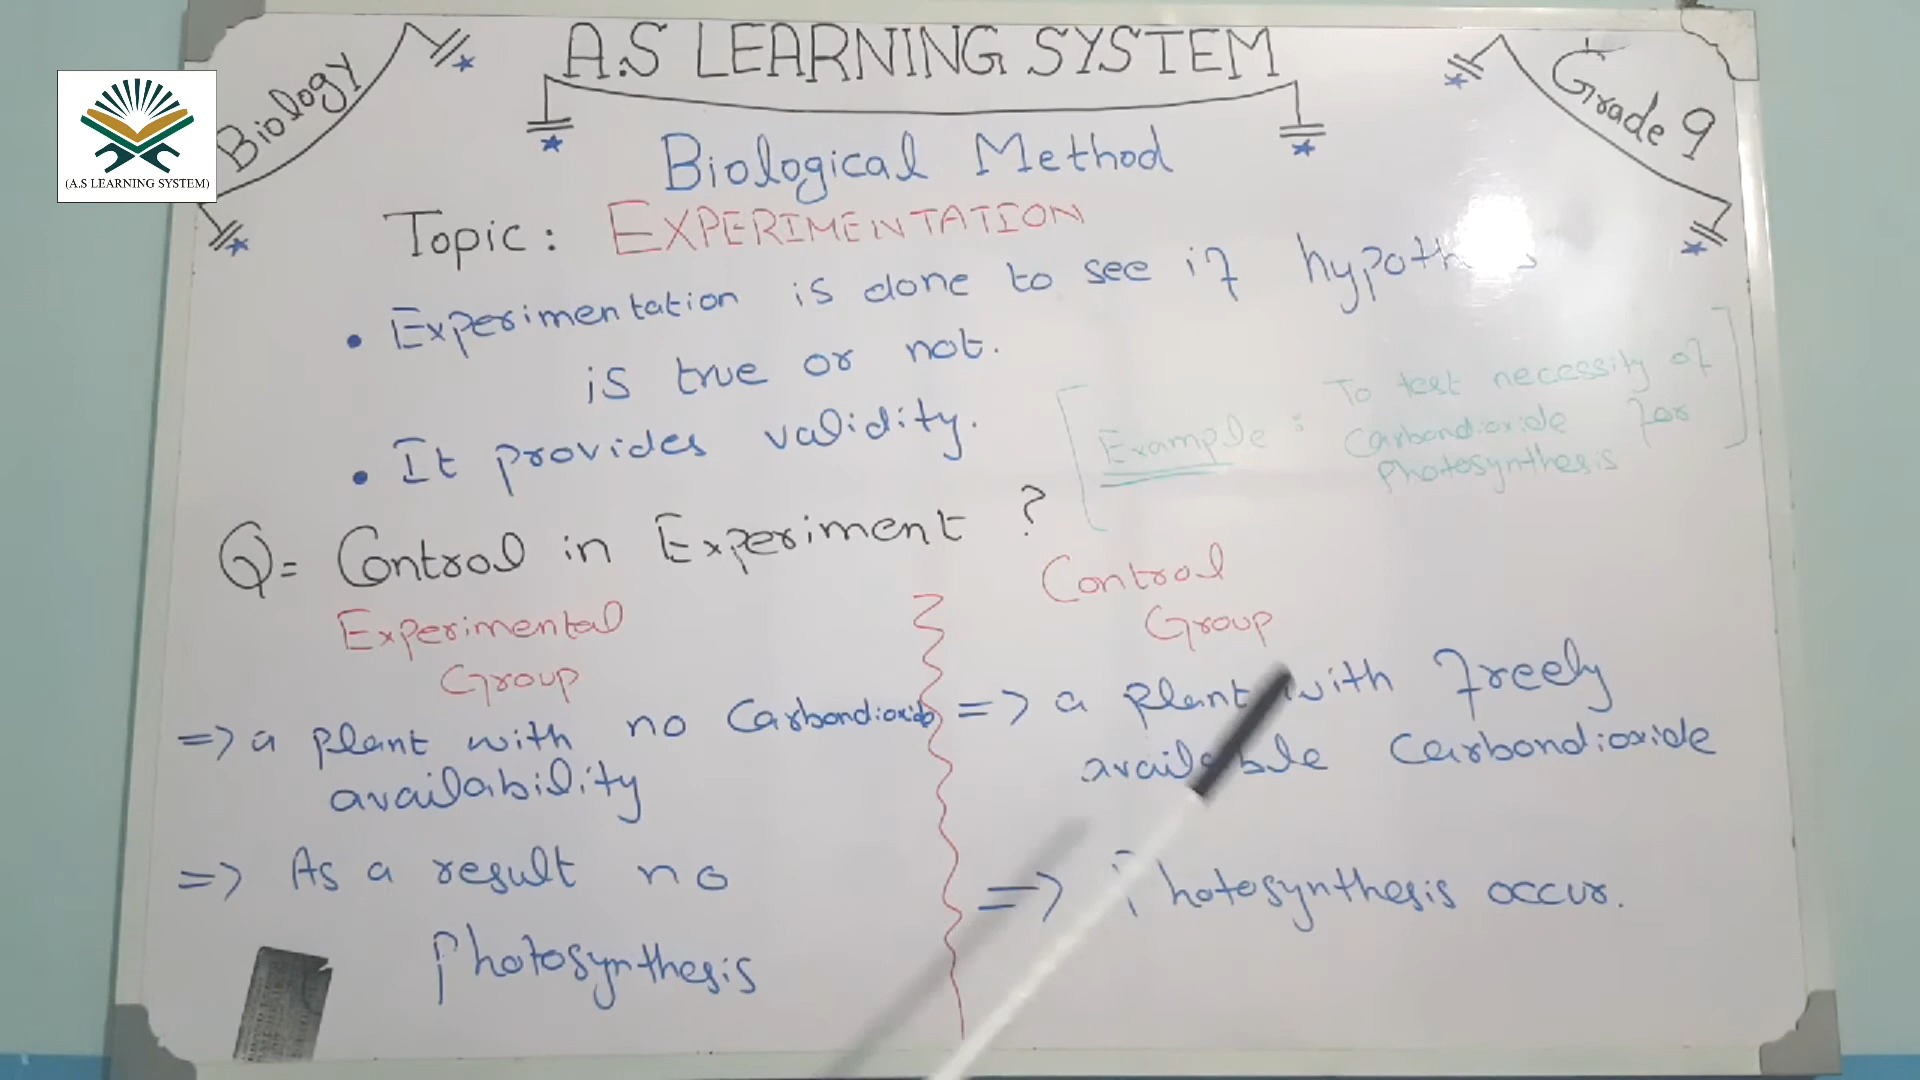 A.S LEARNING SYSTEM
Biology
Grade 9
(A.S LEARNING SYSTEM)
Biological Method
Topic: EXPERIMENTATION
• Experimentation is done to see if
is true or not.
• It provides validity.
[Example: To test necessity of
Carbondioxide for
Photosynthesis]
Q= Control in Experiment ?
Experimental
Group
=> a plant with no Carbondioxide
availability
=> As a result no
Photosynthesis
Control
Group
=> a plant with freely
available Carbondioxide
=> Photosynthesis occur.